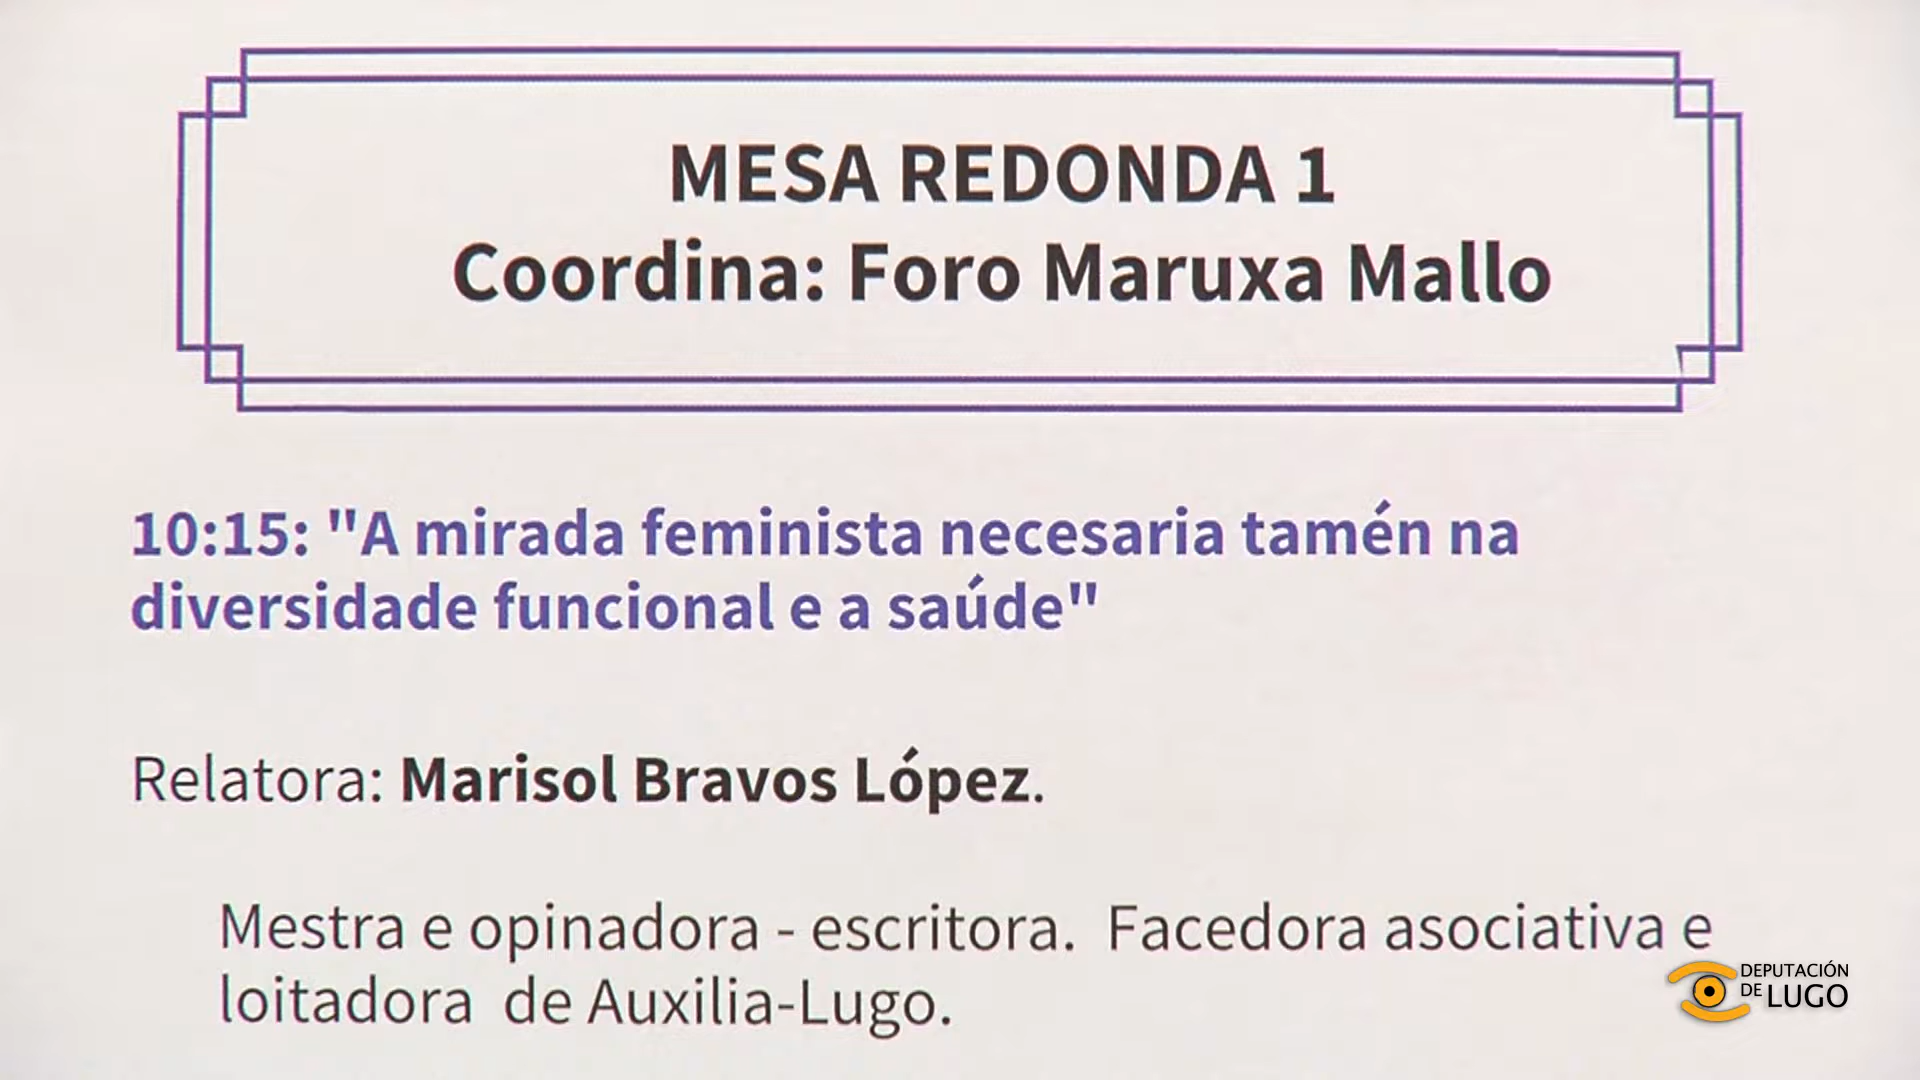 MESA REDONDA 1
Coordina: Foro Maruxa Mallo
10:15: "A mirada feminista necesaria tamén na
diversidade funcional e a saúde"
Relatora: Marisol Bravos López.
Mestra e opinadora - escritora. Facedora asociativa e
loitadora de Auxilia-Lugo.
DEPUTACIÓN
DE LUGO